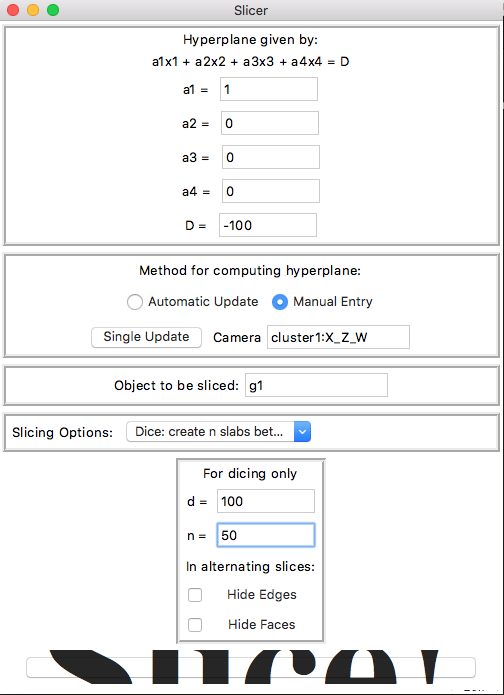 Slicer
Hyperplane given by:
a1x1 + a2x2 + a3x3 + a4x4 = D
a1 = 1
a2 = 0
a3 = 0
a4 = 0
D = -100
Method for computing hyperplane:
Automatic Update Manual Entry
Single Update Camera cluster1:X_Z_W
Object to be sliced: g1
Slicing Options: Dice: create n slabs bet...
For dicing only
d = 100
n = 50
In alternating slices:
Hide Edges
Hide Faces
Slice!